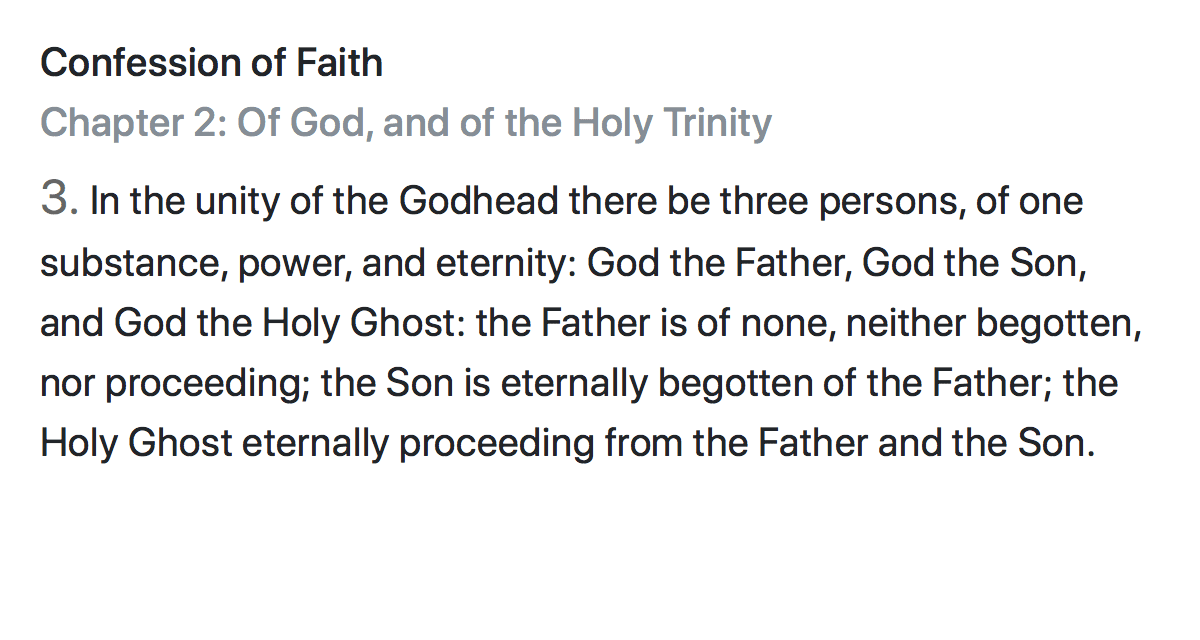 Confession of Faith
Chapter 2: Of God, and of the Holy Trinity
3. In the unity of the Godhead there be three persons, of one
substance, power, and eternity: God the Father, God the Son,
and God the Holy Ghost: the Father is of none, neither begotten,
nor proceeding; the Son is eternally begotten of the Father; the
Holy Ghost eternally proceeding from the Father and the Son.